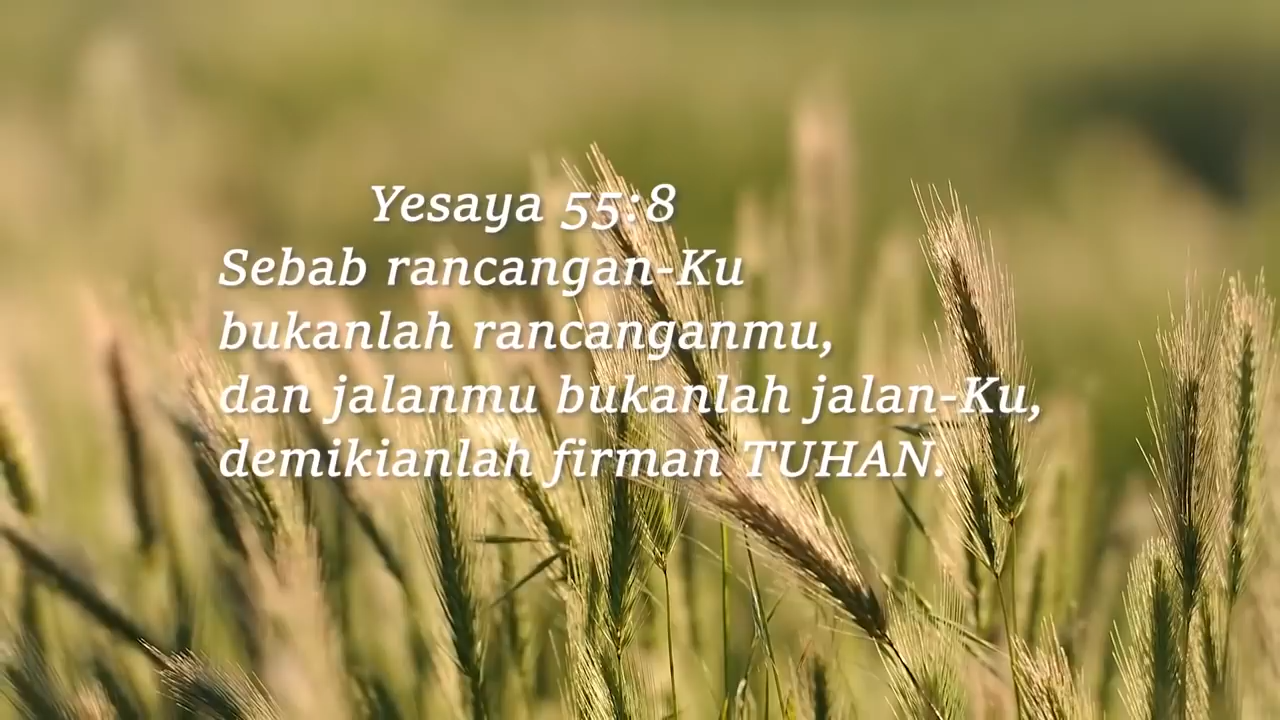 Yesaya 55:8
Sebab rancangan-Ku
bukanlah rancanganmu,
dan jalanmu bukanlah jalan-Ku,
demikianlah firman TUHAN.